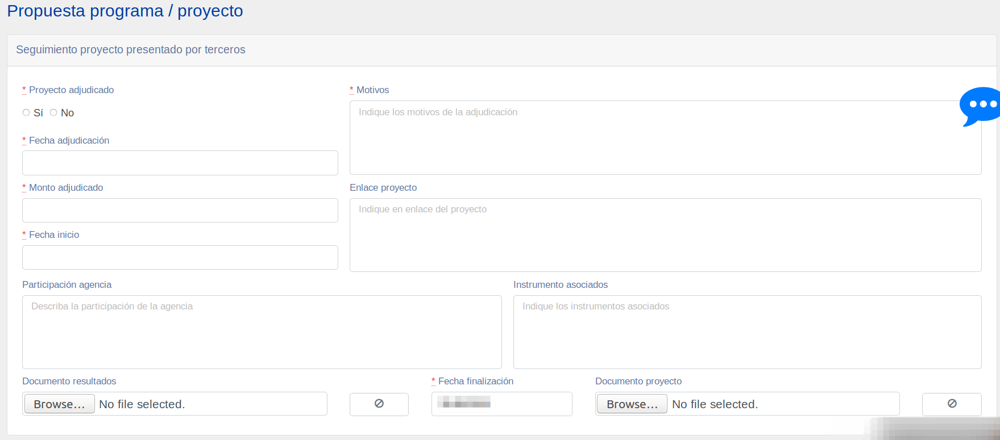 Propuesta programa / proyecto
Seguimiento proyecto presentado por terceros
* Proyecto adjudicado
Sí No
* Motivos
Indique los motivos de la adjudicación
* Fecha adjudicación
* Monto adjudicado
Enlace proyecto
Indique en enlace del proyecto
* Fecha inicio
Participación agencia
Describa la participación de la agencia
Instrumento asociados
Indique los instrumentos asociados
Documento resultados
Browse... No file selected.
* Fecha finalización
Documento proyecto
Browse... No file selected.